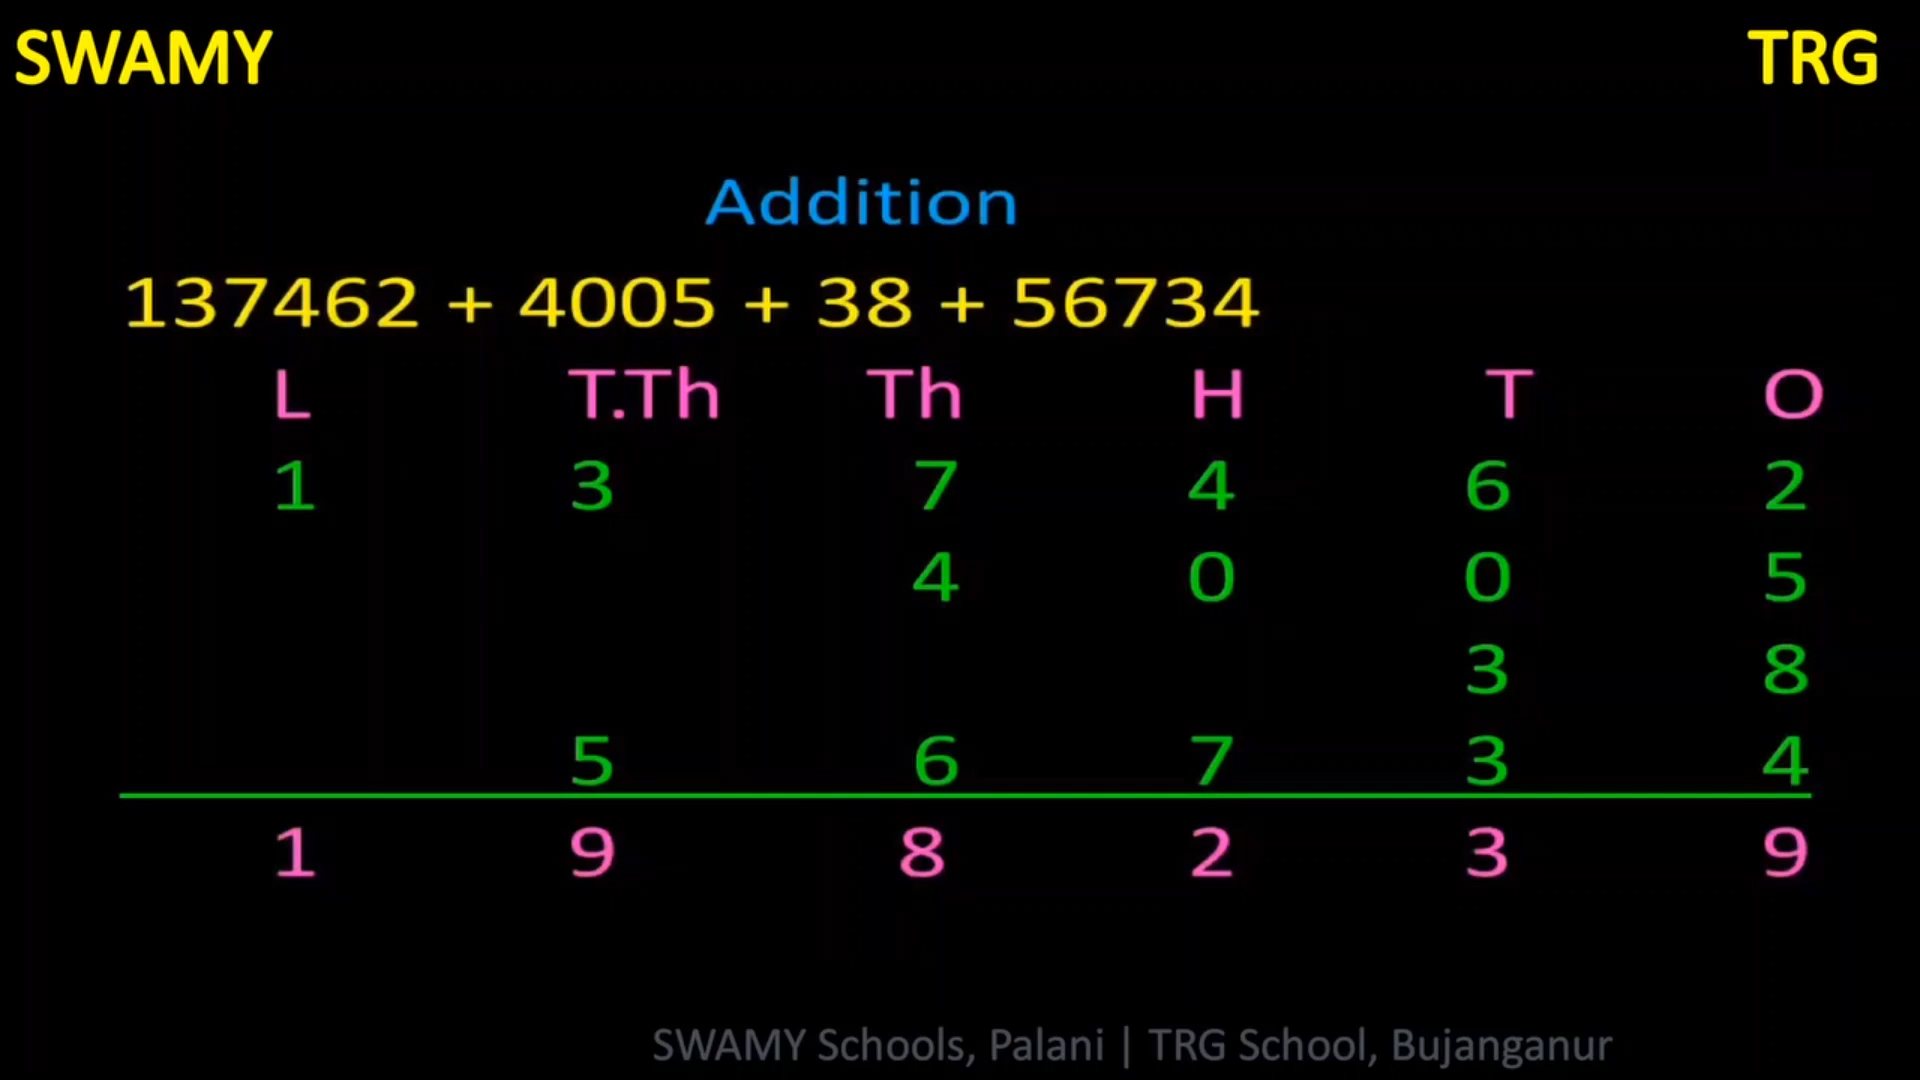 SWAMY TRG
Addition
137462 + 4005 + 38 + 56734
L T.Th Th H T O
1 3 7 4 6 2
4 0 0 5
3 8
5 6 7 3 4
1 9 8 2 3 9
SWAMY Schools, Palani | TRG School, Bujanganur